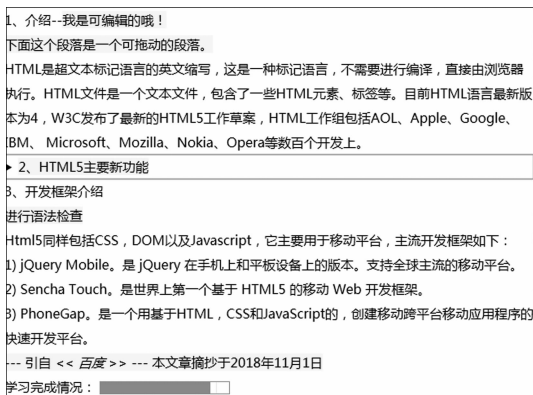 1、介绍--我是可编辑的哦！
下面这个段落是一个可拖动的段落。
HTML是超文本标记语言的英文缩写，这是一种标记语言，不需要进行编译，直接由浏览器
执行。HTML文件是一个文本文件，包含了一些HTML元素、标签等。目前HTML语言最新版
本为4，W3C发布了最新的HTML5工作草案，HTML工作组包括AOL、Apple、Google、
IBM、 Microsoft、Mozilla、Nokia、Opera等数百个开发上。
▸ 2、HTML5主要新功能
3、开发框架介绍
进行语法检查
Html5同样包括CSS，DOM以及Javascript，它主要用于移动平台，主流开发框架如下：
1) jQuery Mobile。是 jQuery 在手机上和平板设备上的版本。支持全球主流的移动平台。
2) Sencha Touch。是世界上第一个基于 HTML5 的移动 Web 开发框架。
3) PhoneGap。是一个用基于HTML，CSS和JavaScript的，创建移动跨平台移动应用程序的
快速开发平台。
--- 引自 << 百度 >> --- 本文章摘抄于2018年11月1日
学习完成情况：